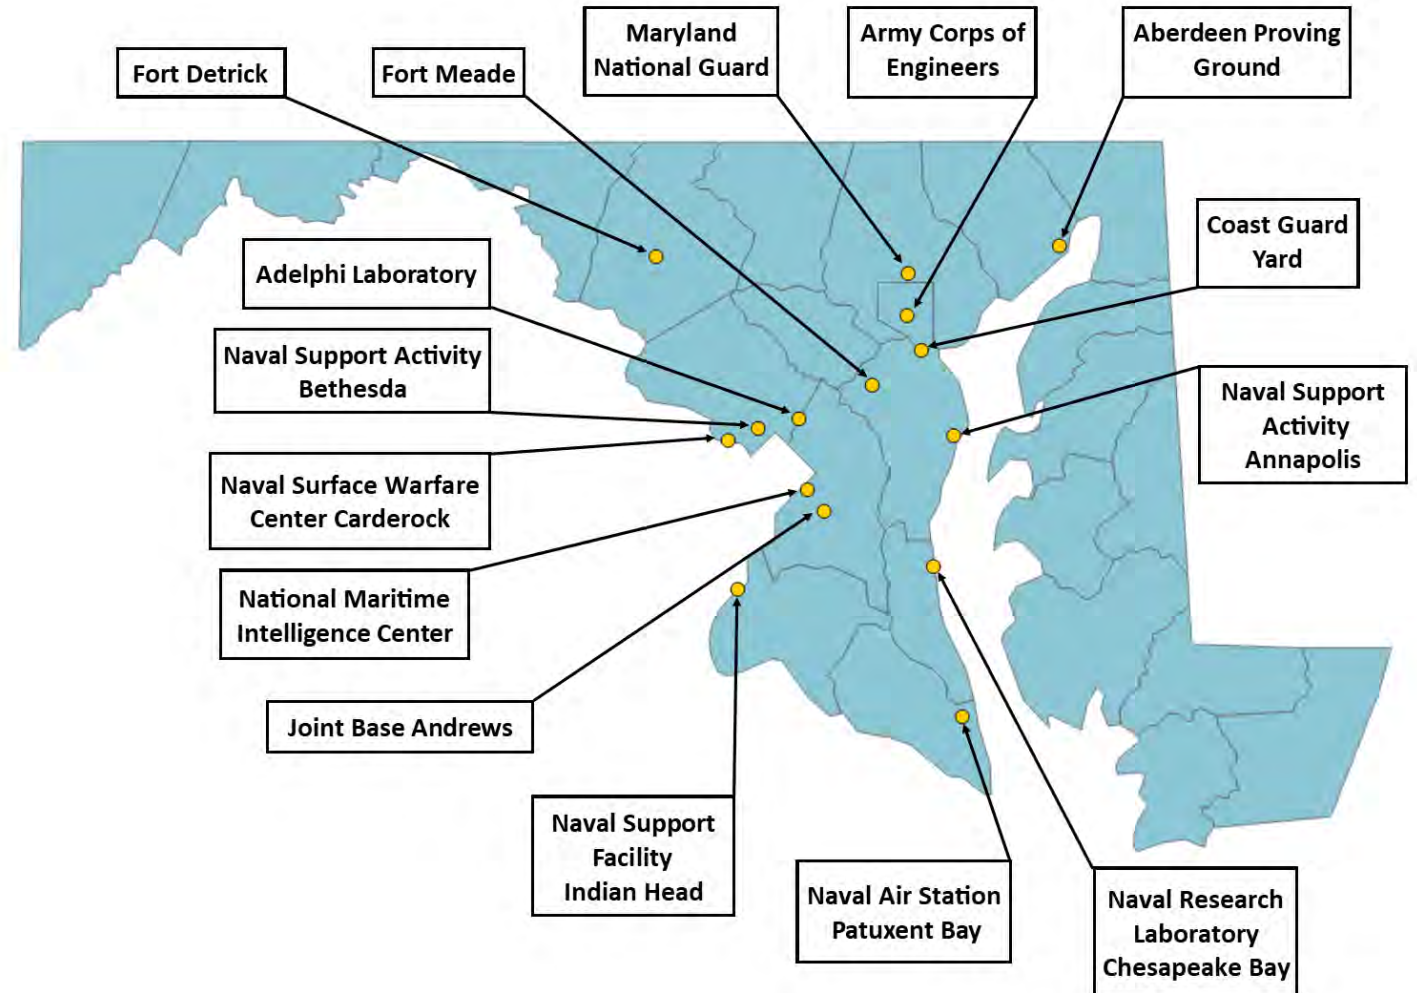 Maryland
National Guard
Army Corps of
Engineers
Aberdeen Proving
Ground
Fort Detrick
Fort Meade
Coast Guard
Yard
Adelphi Laboratory
Naval Support Activity
Bethesda
Naval Support
Activity
Annapolis
Naval Surface Warfare
Center Carderock
National Maritime
Intelligence Center
Joint Base Andrews
Naval Support
Facility
Indian Head
Naval Air Station
Patuxent Bay
Naval Research
Laboratory
Chesapeake Bay